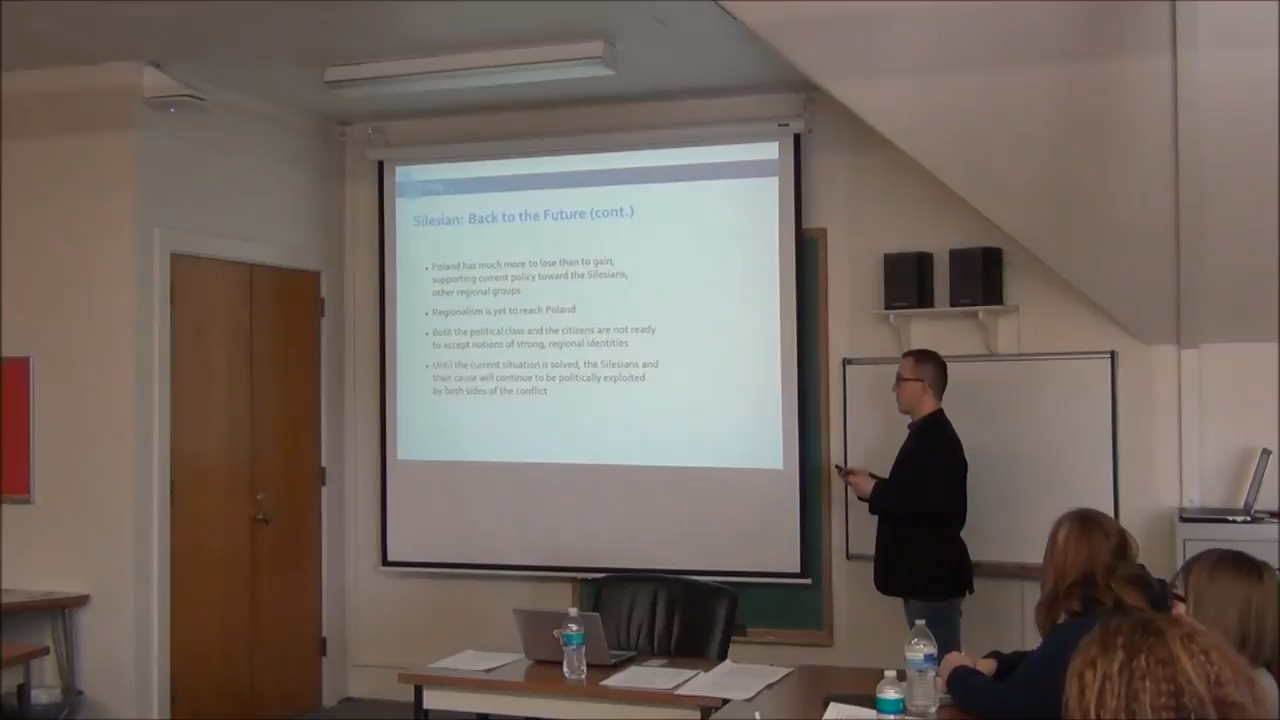 Silesian: Back to the Future (cont.)
• Poland has much more to lose than to gain,
supporting current policy toward the Silesians,
other regional groups
• Regionalism is yet to reach Poland
• Both the political class and the citizens are not ready
to accept notions of strong, regional identities
• Until the current situation is solved, the Silesians and
their cause will continue to be politically exploited
by both sides of the conflict